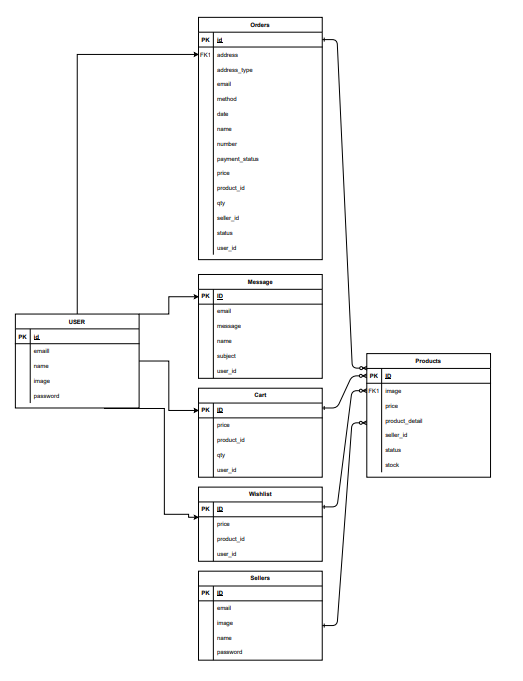 Orders
PK id
FK1 address
address_type
email
method
date
name
number
payment_status
price
product_id
qty
seller_id
status
user_id
Message
PK ID
email
message
name
subject
user_id
USER
PK id
emaill
name
image
password
Cart
PK ID
price
product_id
qty
user_id
Products
PK ID
FK1 image
price
product_detail
seller_id
status
stock
Wishlist
PK ID
price
product_id
user_id
Sellers
PK ID
email
image
name
password